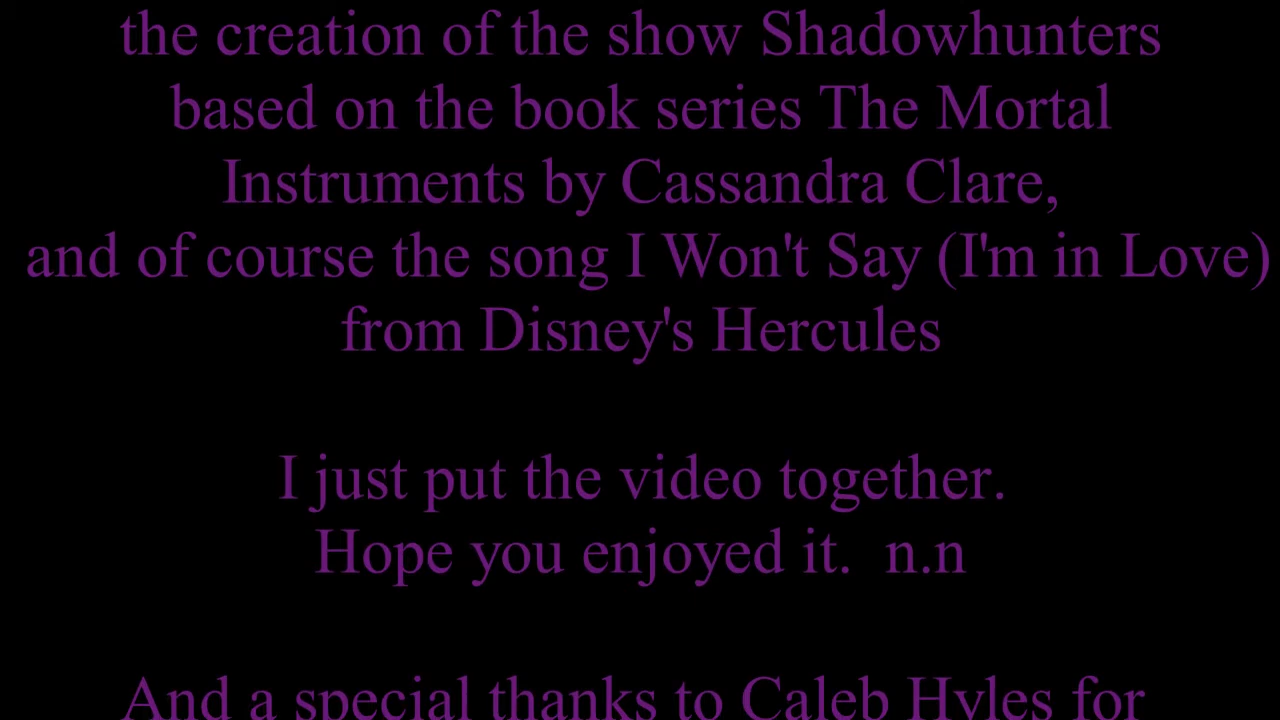 the creation of the show Shadowhunters
based on the book series The Mortal
Instruments by Cassandra Clare,
and of course the song I Won't Say (I'm in Love)
from Disney's Hercules
I just put the video together.
Hope you enjoyed it.  n.n
And a special thanks to Caleb Hyles for